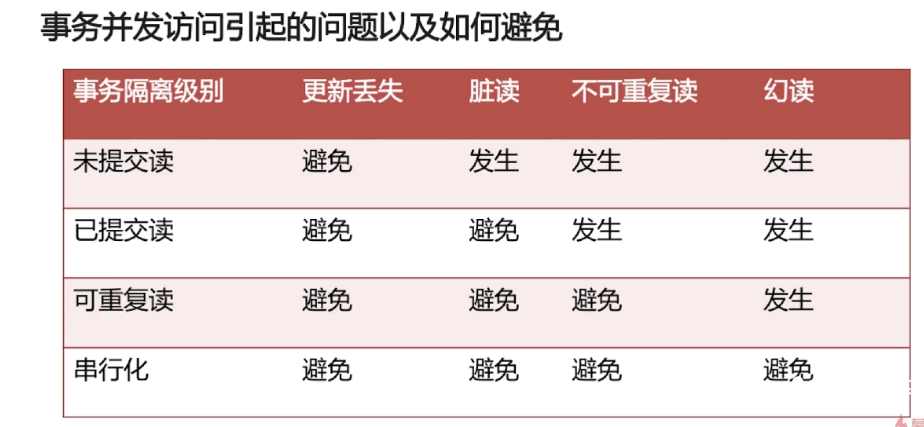 事务并发访问引起的问题以及如何避免
事务隔离级别 更新丢失 脏读 不可重复读 幻读
未提交读 避免 发生 发生 发生
已提交读 避免 避免 发生 发生
可重复读 避免 避免 避免 发生
串行化 避免 避免 避免 避免